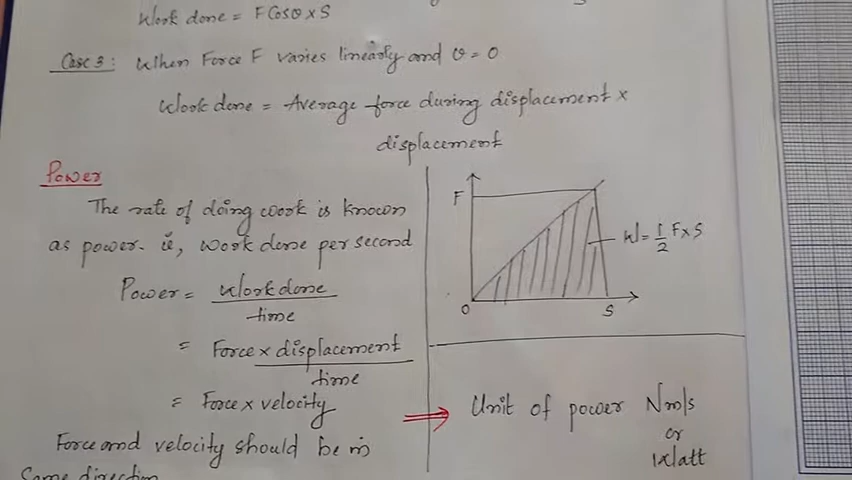 Work done = F Cosθ × S
Case 3: When Force F varies linearly and θ = 0
Work done = Average force during displacement ×
displacement
Power
The rate of doing work is known
as power. ie, work done per second
Power = Work done
time
= Force × displacement
time
= Force × velocity
Force and velocity should be in
Same direction
F
W = 1/2 F × S
O
S
⇒ Unit of power Nm/s
or
Watt